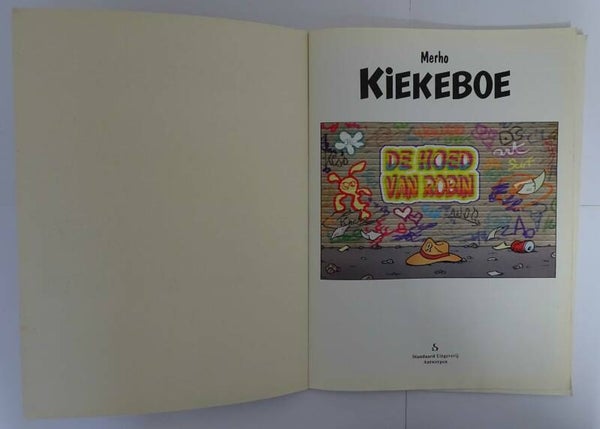 Merho
KiEKEBOE
DE HOED
VAN ROBIN
Standaard Uitgeverij
Antwerpen